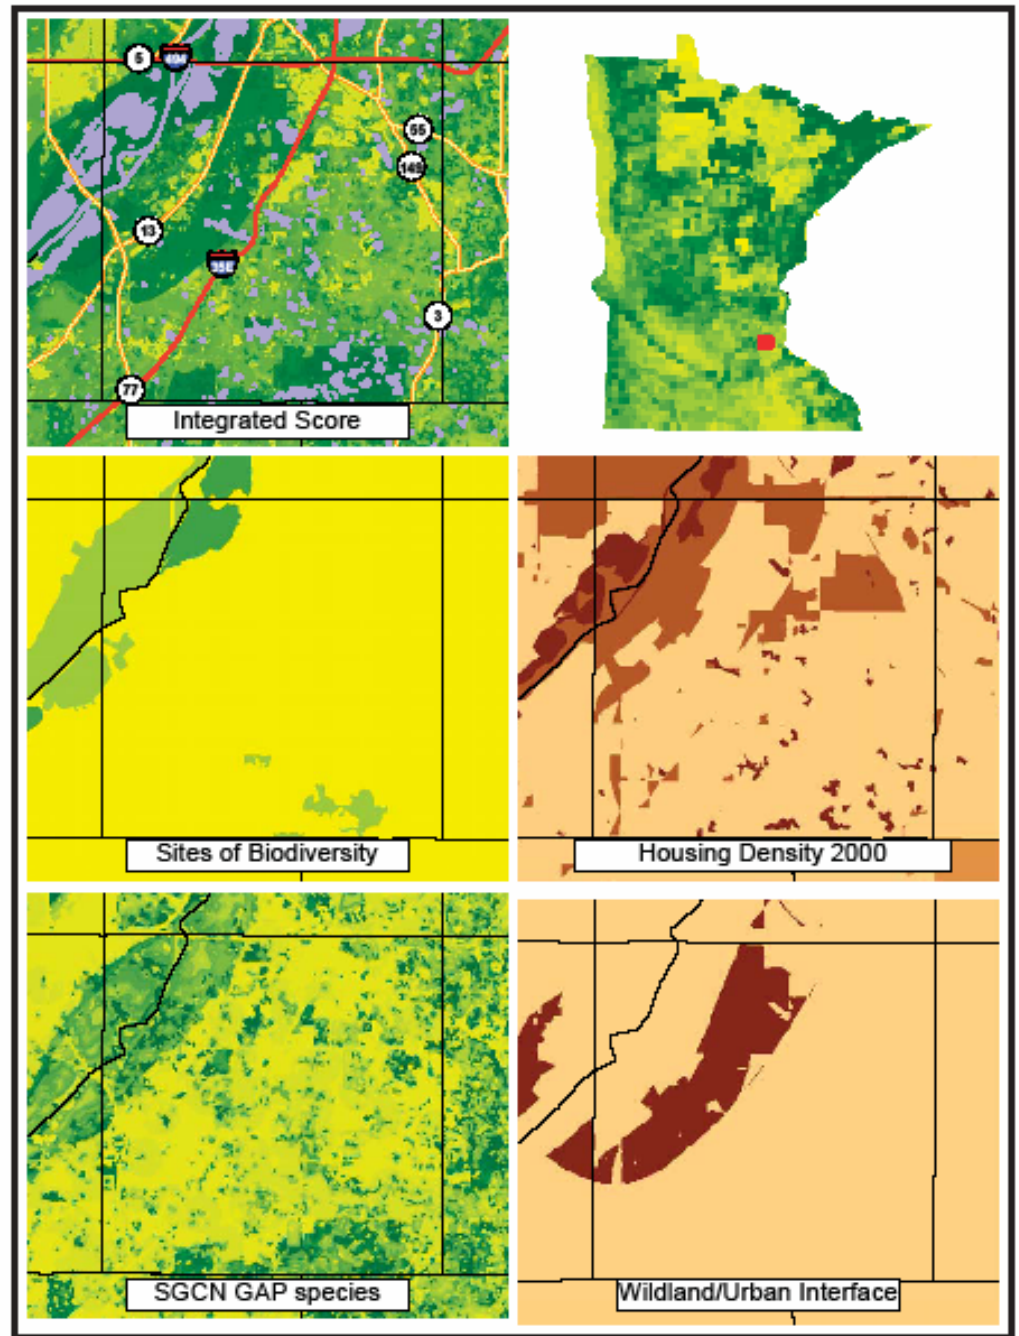 5
494
55
149
13
35E
3
77
Integrated Score
Sites of Biodiversity
Housing Density 2000
SGCN GAP species
Wildland/Urban Interface